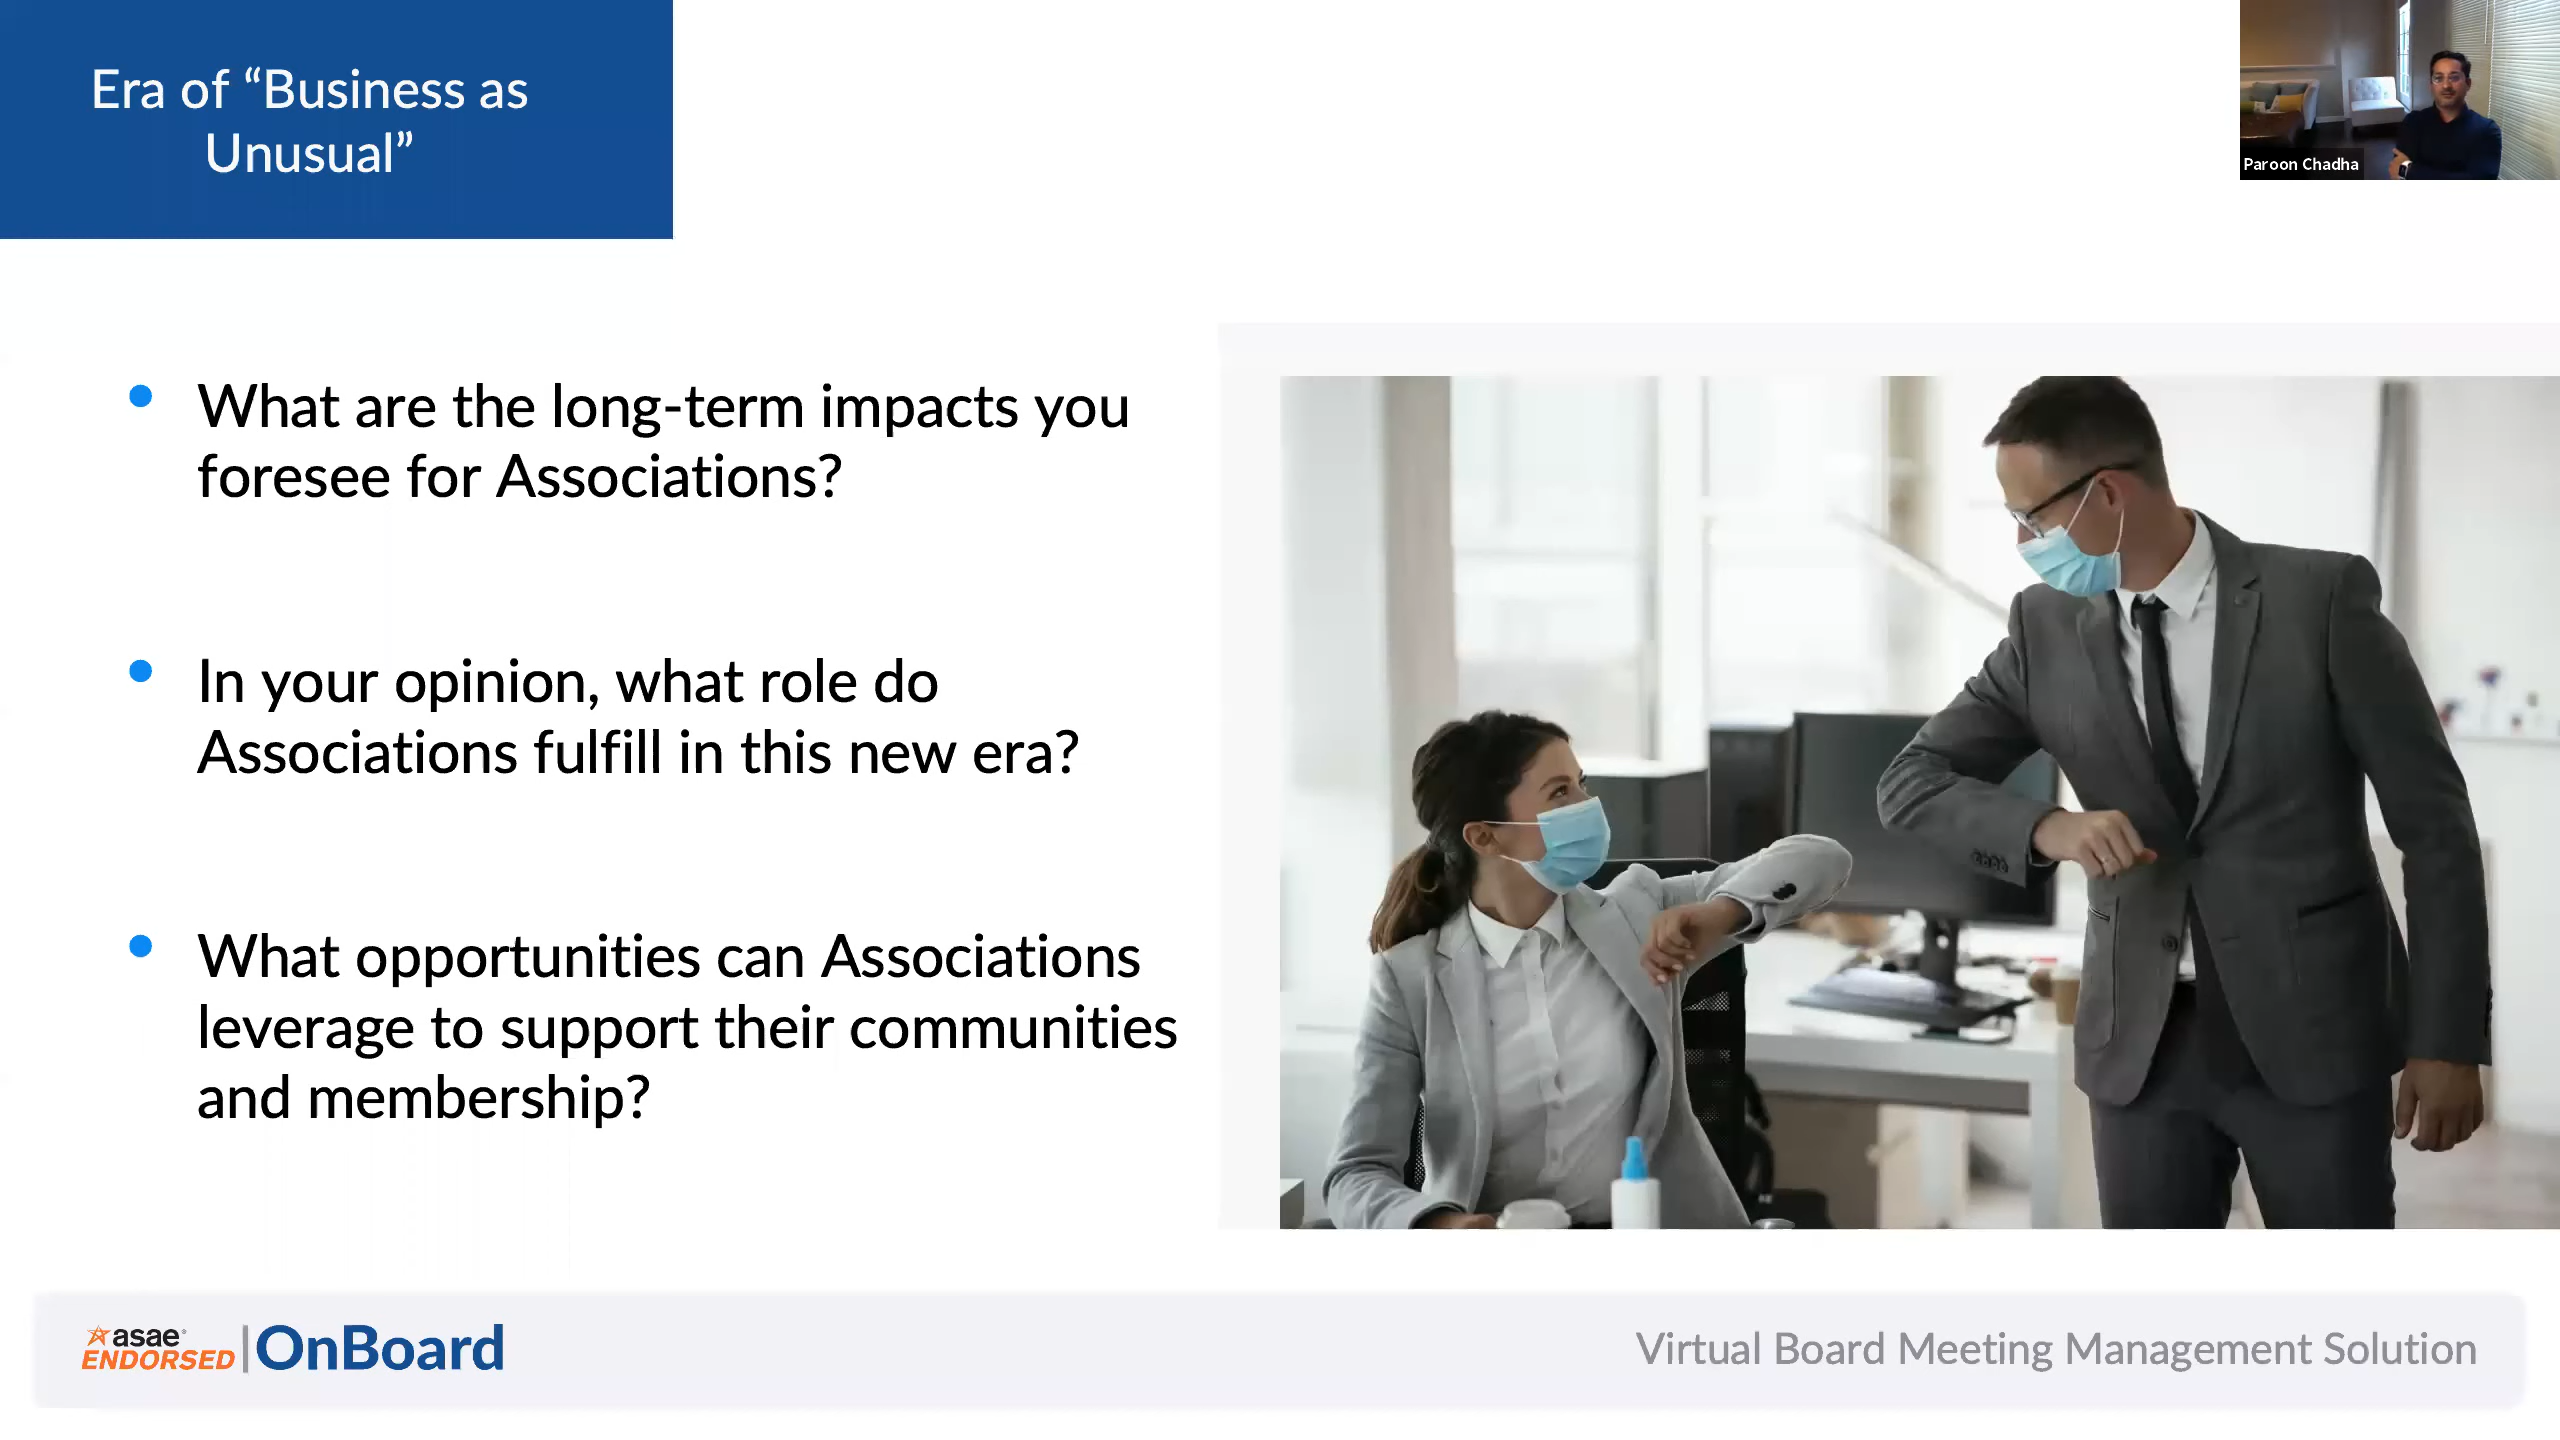 Era of “Business as
Unusual”
Paroon Chadha
What are the long-term impacts you
foresee for Associations?
In your opinion, what role do
Associations fulfill in this new era?
What opportunities can Associations
leverage to support their communities
and membership?
asae®
ENDORSED
OnBoard
Virtual Board Meeting Management Solution